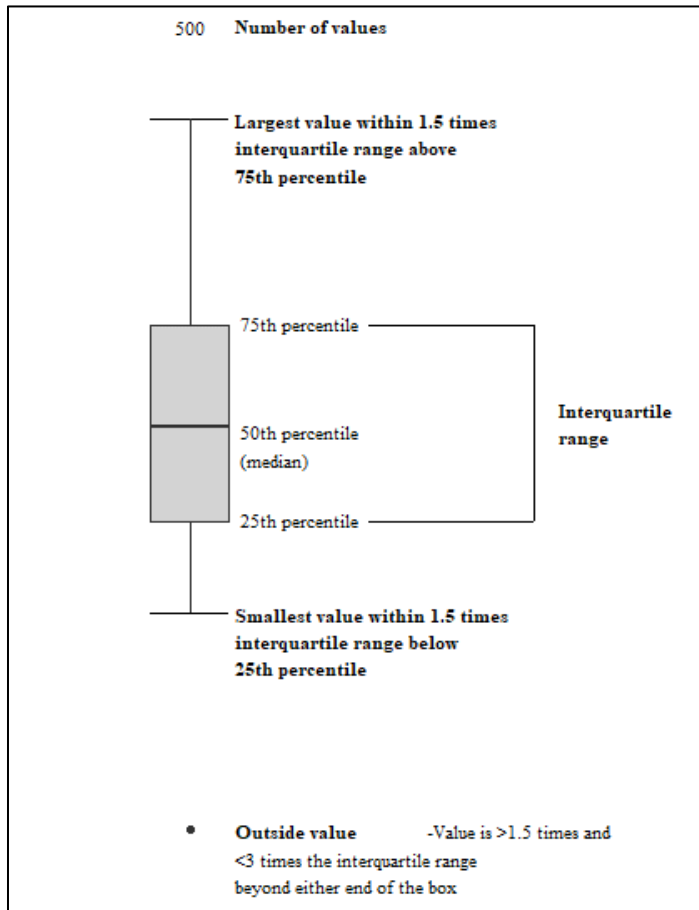 500 Number of values
Largest value within 1.5 times
interquartile range above
75th percentile
75th percentile
50th percentile
(median)
25th percentile
Interquartile
range
Smallest value within 1.5 times
interquartile range below
25th percentile
Outside value -Value is >1.5 times and
<3 times the interquartile range
beyond either end of the box